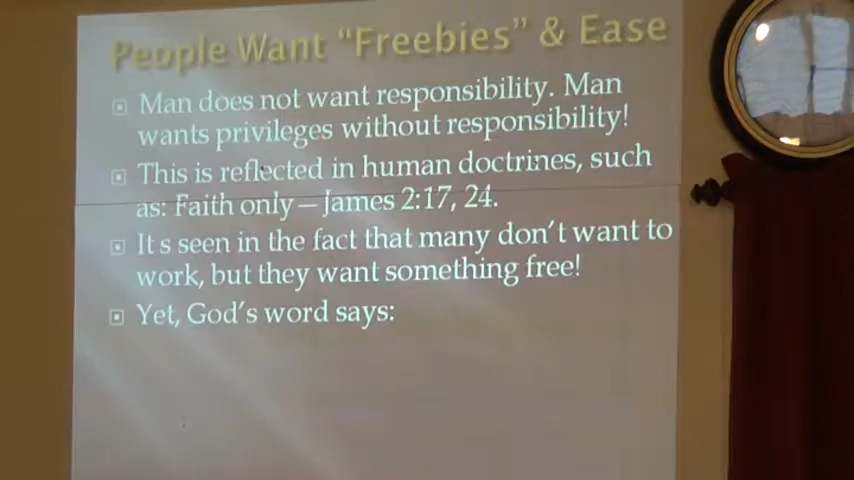 People Want “Freebies” & Ease
Man does not want responsibility. Man
wants privileges without responsibility!
This is reflected in human doctrines, such
as: Faith only – James 2:17, 24.
It s seen in the fact that many don’t want to
work, but they want something free!
Yet, God’s word says: